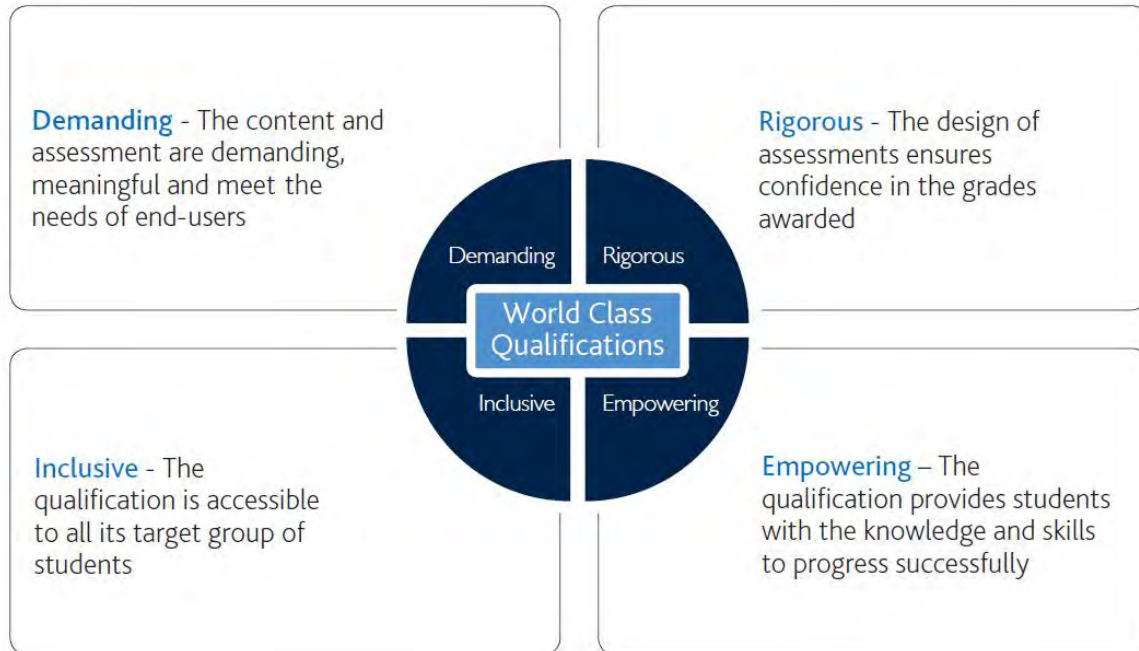 Demanding - The content and
assessment are demanding,
meaningful and meet the
needs of end-users
Rigorous - The design of
assessments ensures
confidence in the grades
awarded
Demanding
Rigorous
World Class
Qualifications
Inclusive
Empowering
Inclusive - The
qualification is accessible
to all its target group of
students
Empowering – The
qualification provides students
with the knowledge and skills
to progress successfully